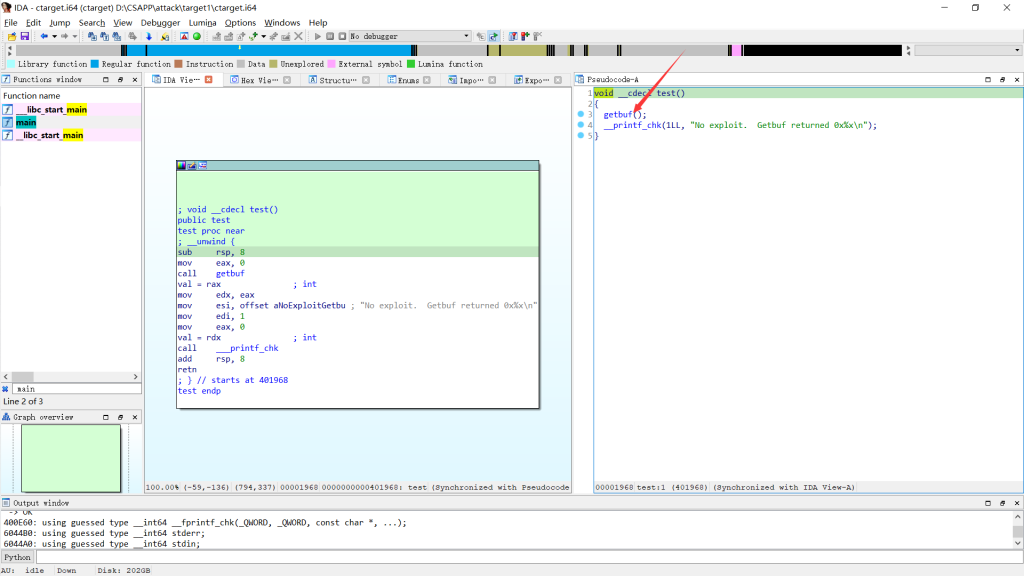 IDA - ctarget.i64 (ctarget) D:\CSAPP\attack\target1\ctarget.i64
File Edit Jump Search View Debugger Lumina Options Windows Help
No debugger
Library function Regular function Instruction Data Unexplored External symbol Lumina function
Functions window
IDA Vie··· Hex Vie··· Structu··· Enums Impo··· Expo···
Pseudocode-A
Function name
__libc_start_main
main
__libc_start_main
1 void __cdecl test()
2 {
3 getbuf();
4 __printf_chk(1LL, "No exploit.  Getbuf returned 0x%x\n");
5 }
; void __cdecl test()
public test
test proc near
; __unwind {
sub rsp, 8
mov eax, 0
call getbuf
val = rax ; int
mov edx, eax
mov esi, offset aNoExploitGetbu ; "No exploit.  Getbuf returned 0x%x\n"
mov edi, 1
mov eax, 0
val = rdx ; int
call ___printf_chk
add rsp, 8
retn
; } // starts at 401968
test endp
main
Line 2 of 3
Graph overview
100.00% (-59,-136) (794,337) 00001968 0000000000401968: test (Synchronized with Pseudocode
00001968 test:1 (401968) (Synchronized with IDA View-A)
Output window
-> OK
400E60: using guessed type __int64 __fprintf_chk(_QWORD, _QWORD, const char *, ...);
6044B0: using guessed type __int64 stderr;
6044A0: using guessed type __int64 stdin;
Python
AU: idle Down Disk: 202GB